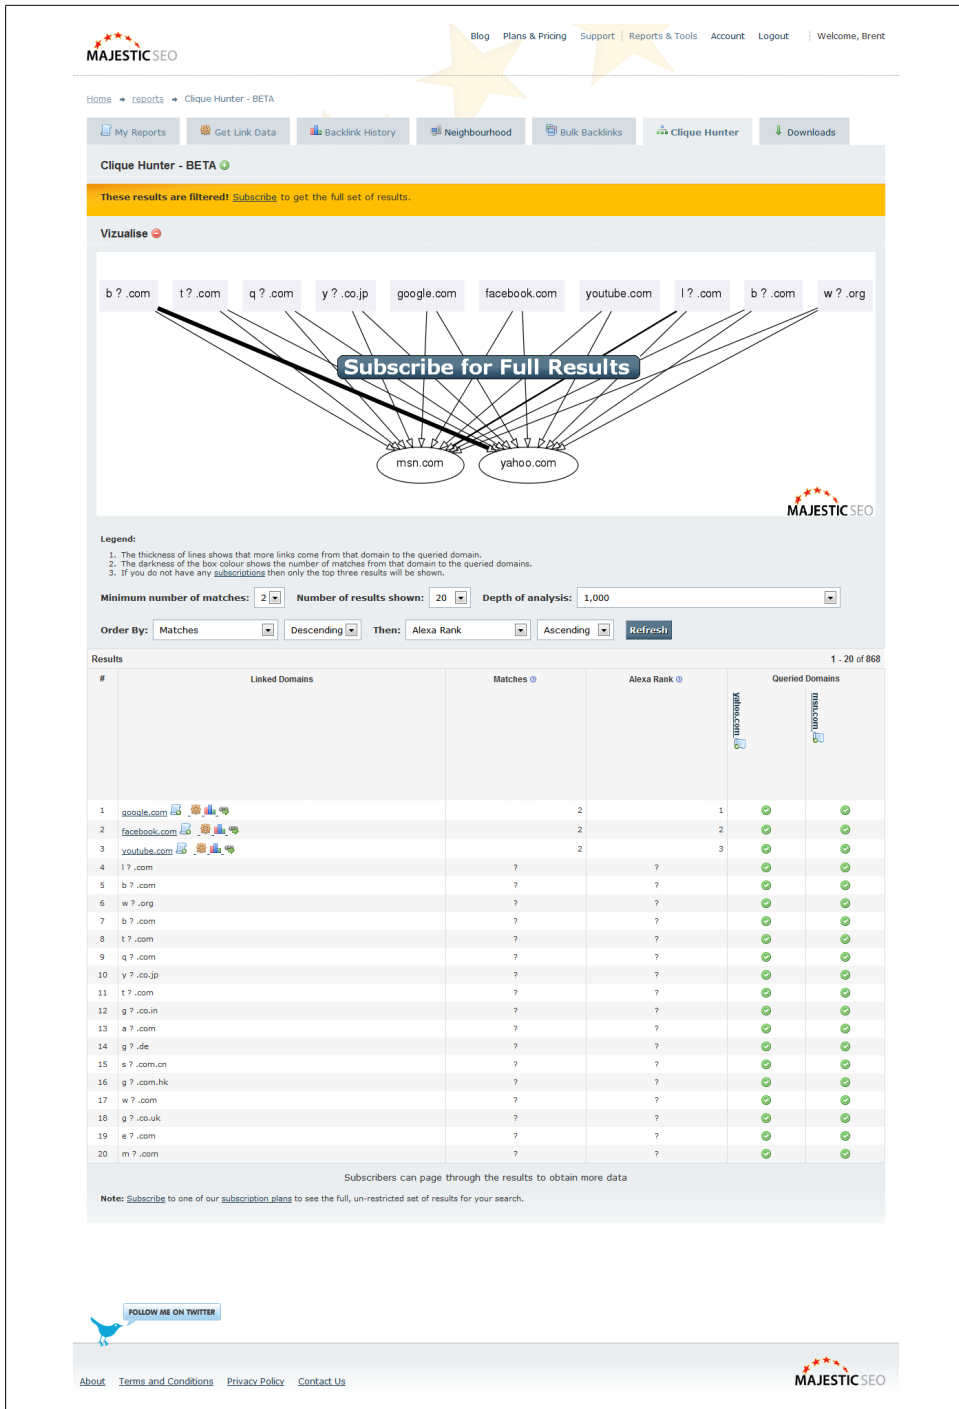 MAJESTIC SEO
Blog Plans & Pricing Support | Reports & Tools Account Logout | Welcome, Brent
Home → reports → Clique Hunter - BETA
My Reports Get Link Data Backlink History Neighbourhood Bulk Backlinks Clique Hunter Downloads
Clique Hunter - BETA
These results are filtered! Subscribe to get the full set of results.
Vizualise
b ? .com t ? .com q ? .com y ? .co.jp google.com facebook.com youtube.com l ? .com b ? .com w ? .org
Subscribe for Full Results
msn.com yahoo.com
MAJESTIC SEO
Legend:
1. The thickness of lines shows that more links come from that domain to the queried domain.
2. The darkness of the box colour shows the number of matches from that domain to the queried domains.
3. If you do not have any subscriptions then only the top three results will be shown.
Minimum number of matches: 2 Number of results shown: 20 Depth of analysis: 1,000
Order By: Matches Descending Then: Alexa Rank Ascending Refresh
Results 1 - 20 of 868
# Linked Domains Matches Alexa Rank Queried Domains
yahoo.com msn.com
1 google.com 2 1
2 facebook.com 2 2
3 youtube.com 2 3
4 l ? .com ? ?
5 b ? .com ? ?
6 w ? .org ? ?
7 b ? .com ? ?
8 t ? .com ? ?
9 q ? .com ? ?
10 y ? .co.jp ? ?
11 t ? .com ? ?
12 g ? .co.in ? ?
13 a ? .com ? ?
14 g ? .de ? ?
15 s ? .com.cn ? ?
16 g ? .com.hk ? ?
17 w ? .com ? ?
18 g ? .co.uk ? ?
19 e ? .com ? ?
20 m ? .com ? ?
Subscribers can page through the results to obtain more data
Note: Subscribe to one of our subscription plans to see the full, un-restricted set of results for your search.
FOLLOW ME ON TWITTER
About Terms and Conditions Privacy Policy Contact Us
MAJESTIC SEO